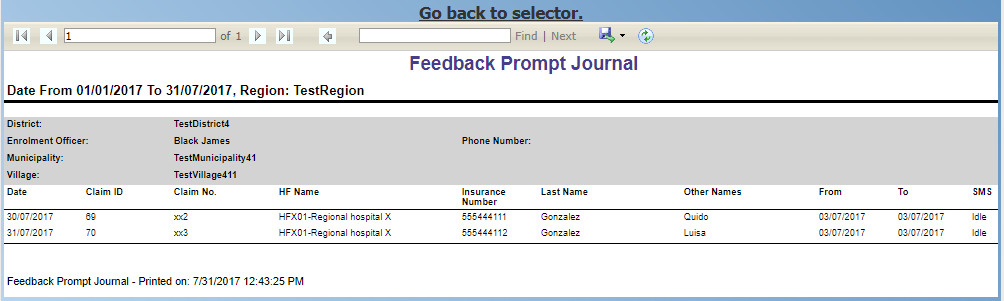 Go back to selector.
1 of 1 Find | Next
Feedback Prompt Journal
Date From 01/01/2017 To 31/07/2017, Region: TestRegion
District: TestDistrict4
Enrolment Officer: Black James Phone Number:
Municipality: TestMunicipality41
Village: TestVillage411
Date Claim ID Claim No. HF Name Insurance Number Last Name Other Names From To SMS
30/07/2017 69 xx2 HFX01-Regional hospital X 555444111 Gonzalez Quido 03/07/2017 03/07/2017 Idle
31/07/2017 70 xx3 HFX01-Regional hospital X 555444112 Gonzalez Luisa 03/07/2017 03/07/2017 Idle
Feedback Prompt Journal - Printed on: 7/31/2017 12:43:25 PM